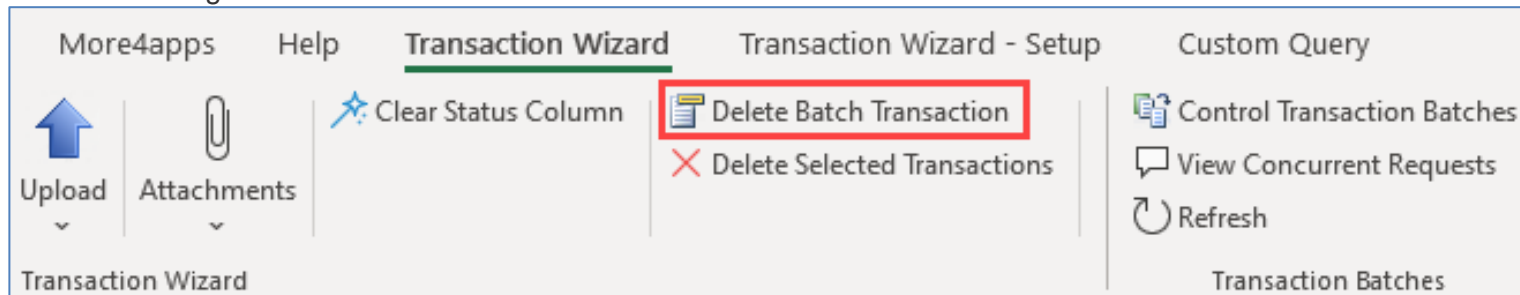 More4apps Help Transaction Wizard Transaction Wizard - Setup Custom Query
Clear Status Column Delete Batch Transaction Control Transaction Batches
Delete Selected Transactions View Concurrent Requests
Upload Attachments Refresh
Transaction Wizard Transaction Batches